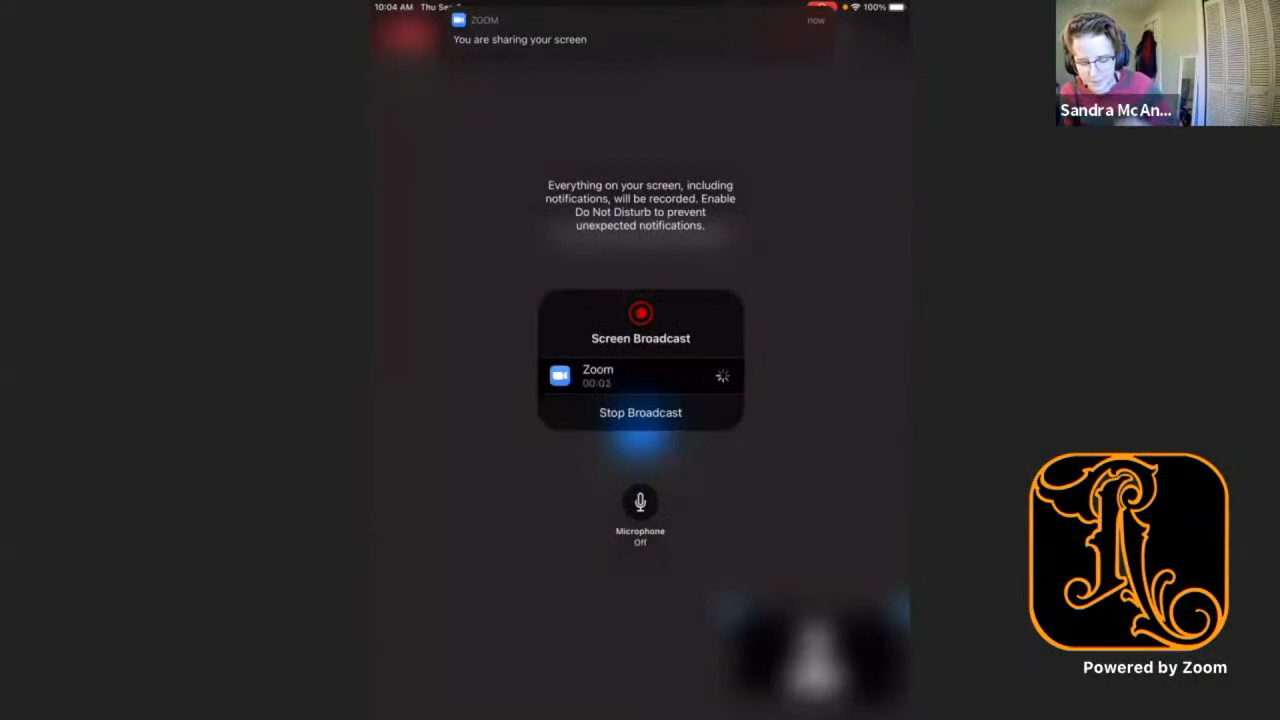 10:04 AM Thu Se
100%
ZOOM
now
You are sharing your screen
Sandra McAn...
Everything on your screen, including
notifications, will be recorded. Enable
Do Not Disturb to prevent
unexpected notifications.
Screen Broadcast
Zoom
Stop Broadcast
Microphone
Off
Powered by Zoom